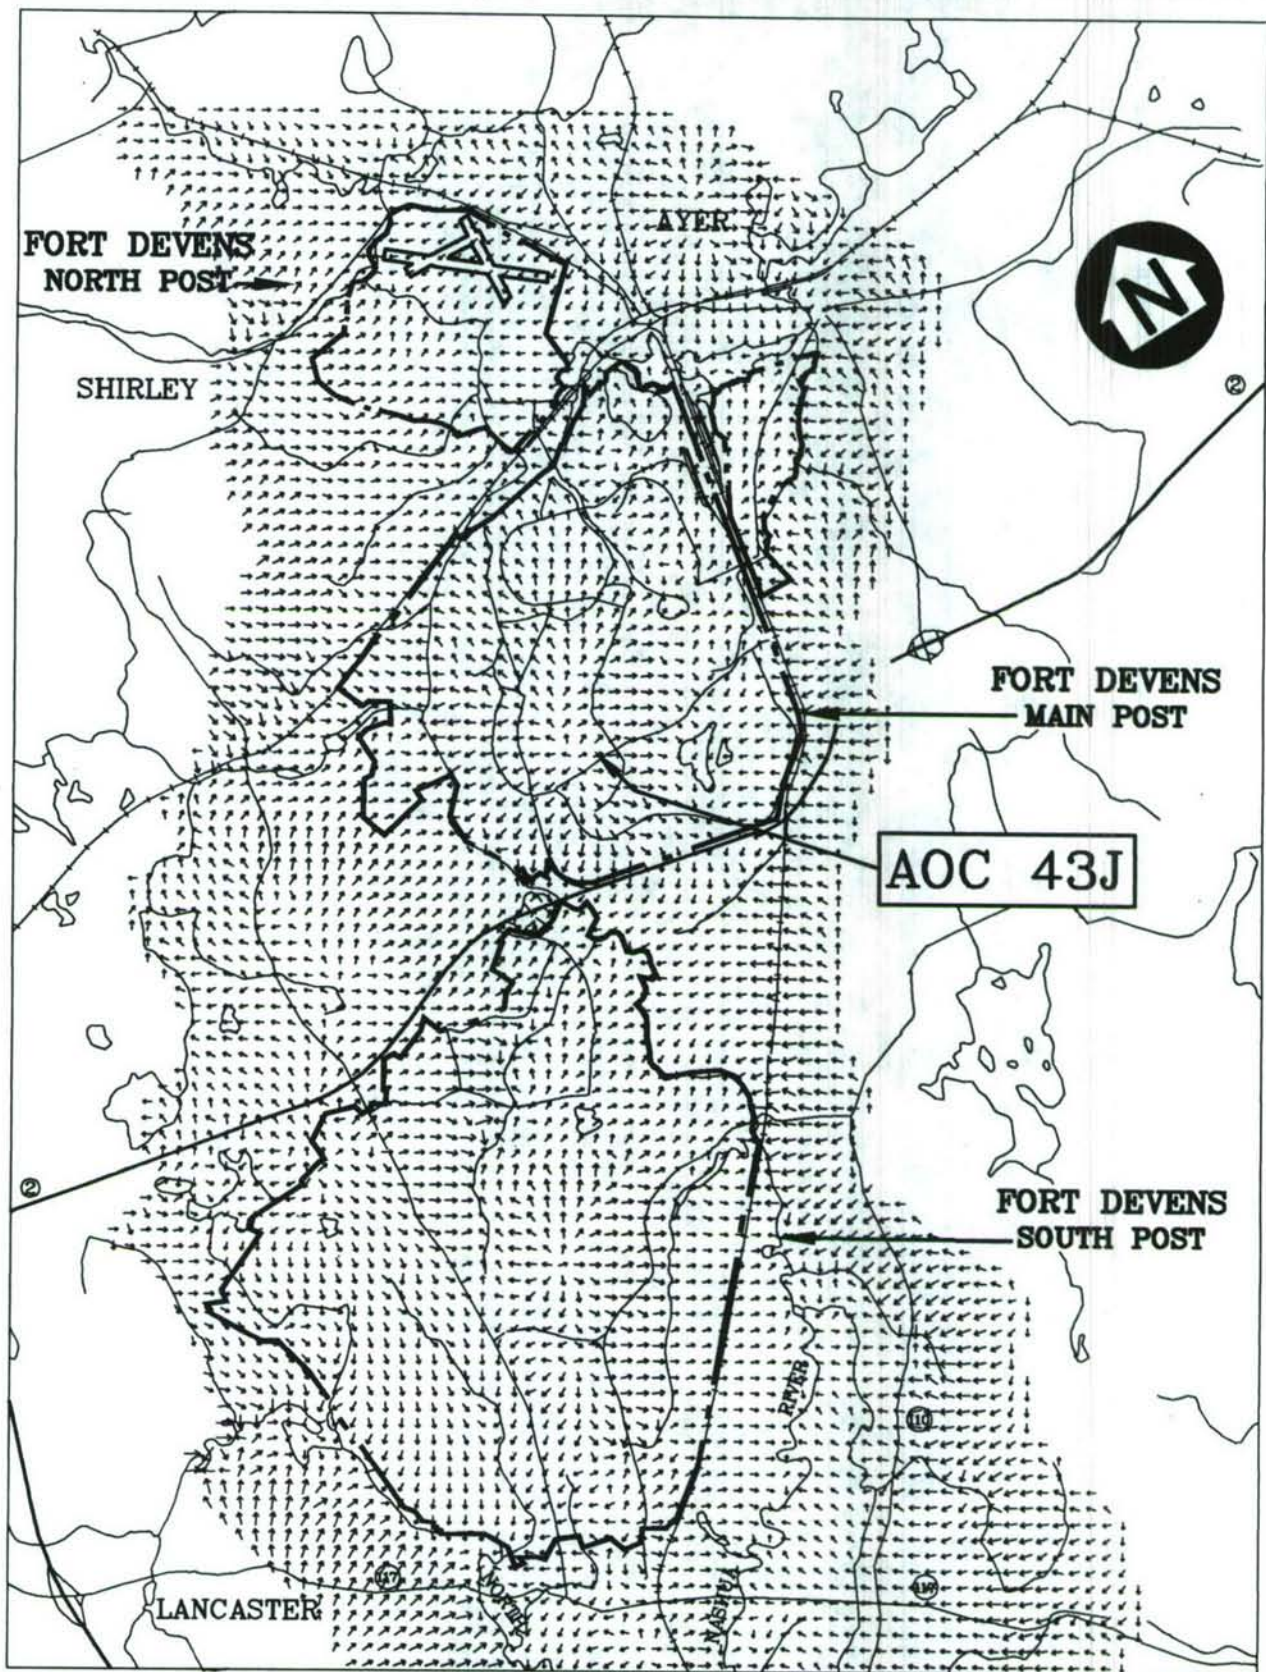 AYER
FORT DEVENS
NORTH POST
N
SHIRLEY
2
FORT DEVENS
MAIN POST
AOC 43J
2
FORT DEVENS
SOUTH POST
RIVER
110
117
117
LANCASTER
NORTH
NASHUA